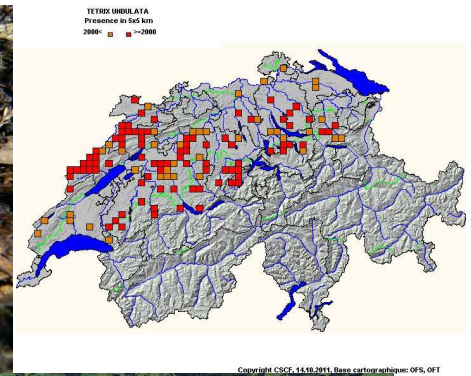 TETRIX UNDULATA
Presence in 5x5 km
2000< >=2000
Copyright CSCF, 14.10.2011, Base cartographique: OFS, OFT